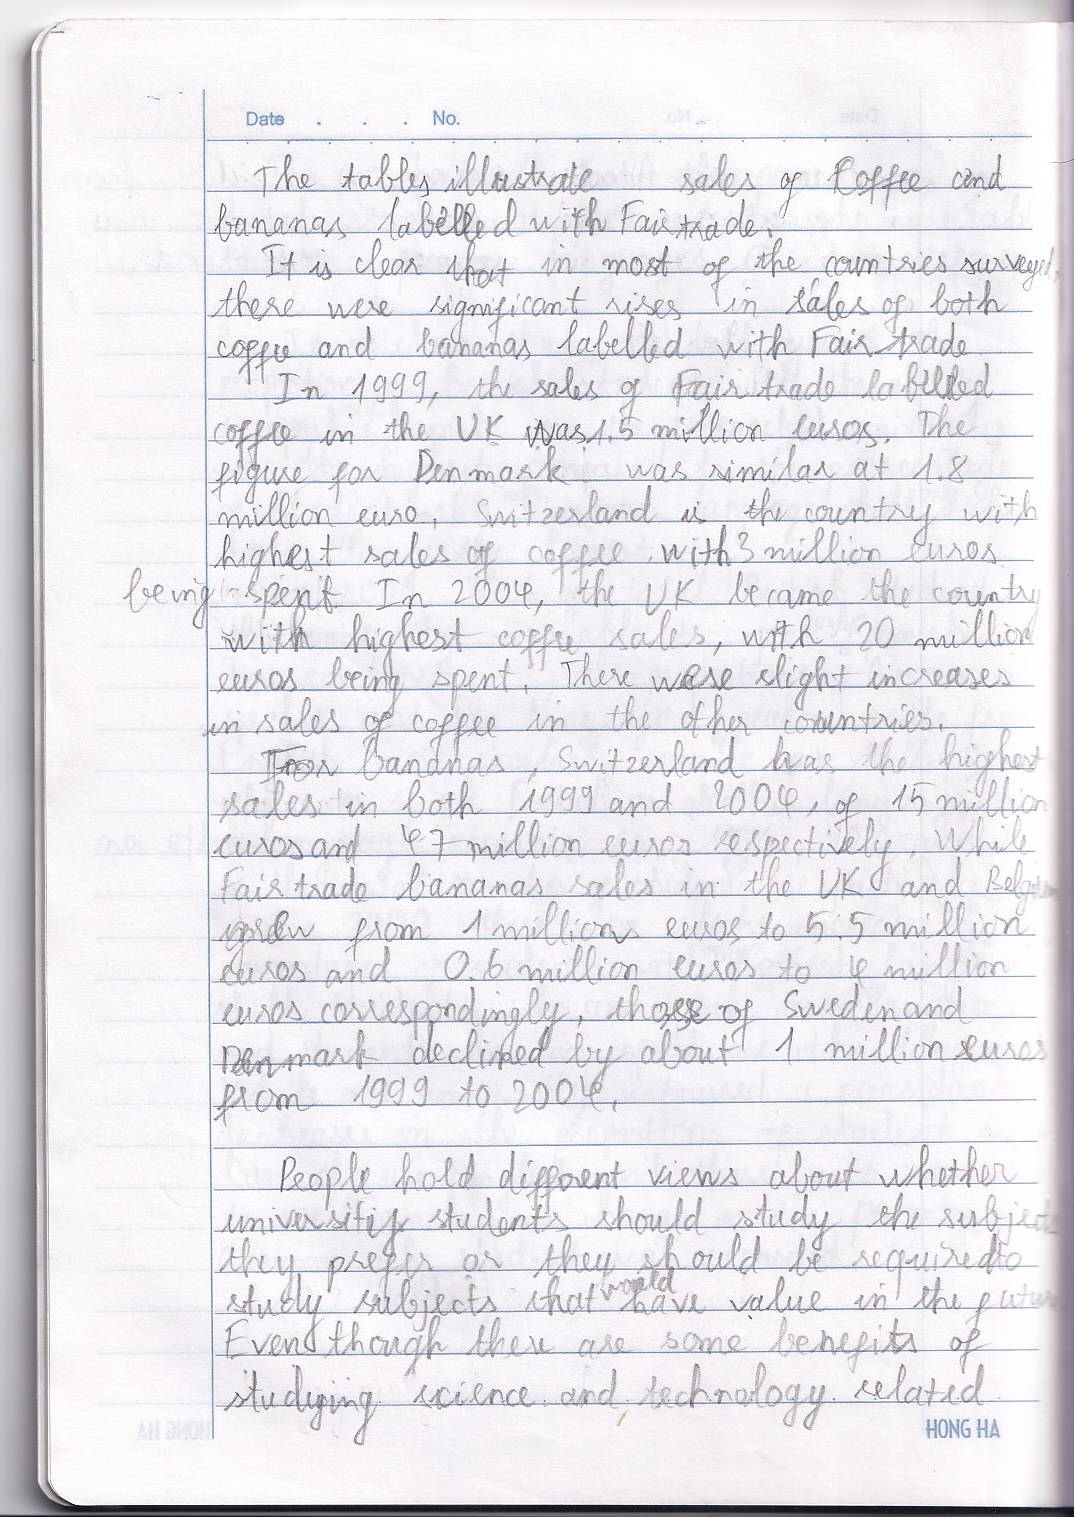 Date . . . No.
The tables illustrate sales of Coffee and
bananas labelled with Fairtrade.
It is clear that in most of the countries surveyed,
there were significant rises in sales of both
coffee and bananas labelled with Fairtrade
In 1999, the sales of Fairtrade labelled
coffee in the UK was 1.5 million euros. The
figure for Denmark was similar at 1.8
million euro. Switzerland is the country with
highest sales of coffee with 3 million euros
being spent. In 2004, the UK became the country
with highest coffee sales, with 20 million
euros being spent. There were slight increases
in sales of coffee in the other countries.
For bananas, Switzerland has the highest
sales in both 1999 and 2004, of 15 million
euros and 47 million euros respectively. While
Fairtrade bananas sales in the UK and Belgium
grew from 1 millions euros to 5.5 million
euros and 0.6 million euros to 4 million
euros correspondingly, those of Sweden and
Denmark declined by about 1 million euros
from 1999 to 2004.
People hold different views about whether
university students should study the subjects
they prefer or they should be required to
study subjects that would have value in the future
Even though there are some benefits of
studying science and technology related
HONG HA